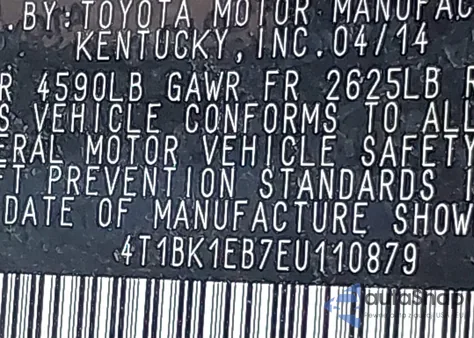 . BY: TOYOTA MOTOR MANUFAC
KENTUCKY, INC. 04/14
R 4590LB GAWR FR 2625LB R
S VEHICLE CONFORMS TO ALL
ERAL MOTOR VEHICLE SAFETY
FT PREVENTION STANDARDS I
DATE OF MANUFACTURE SHOW
4T1BK1EB7EU110879
autoShop